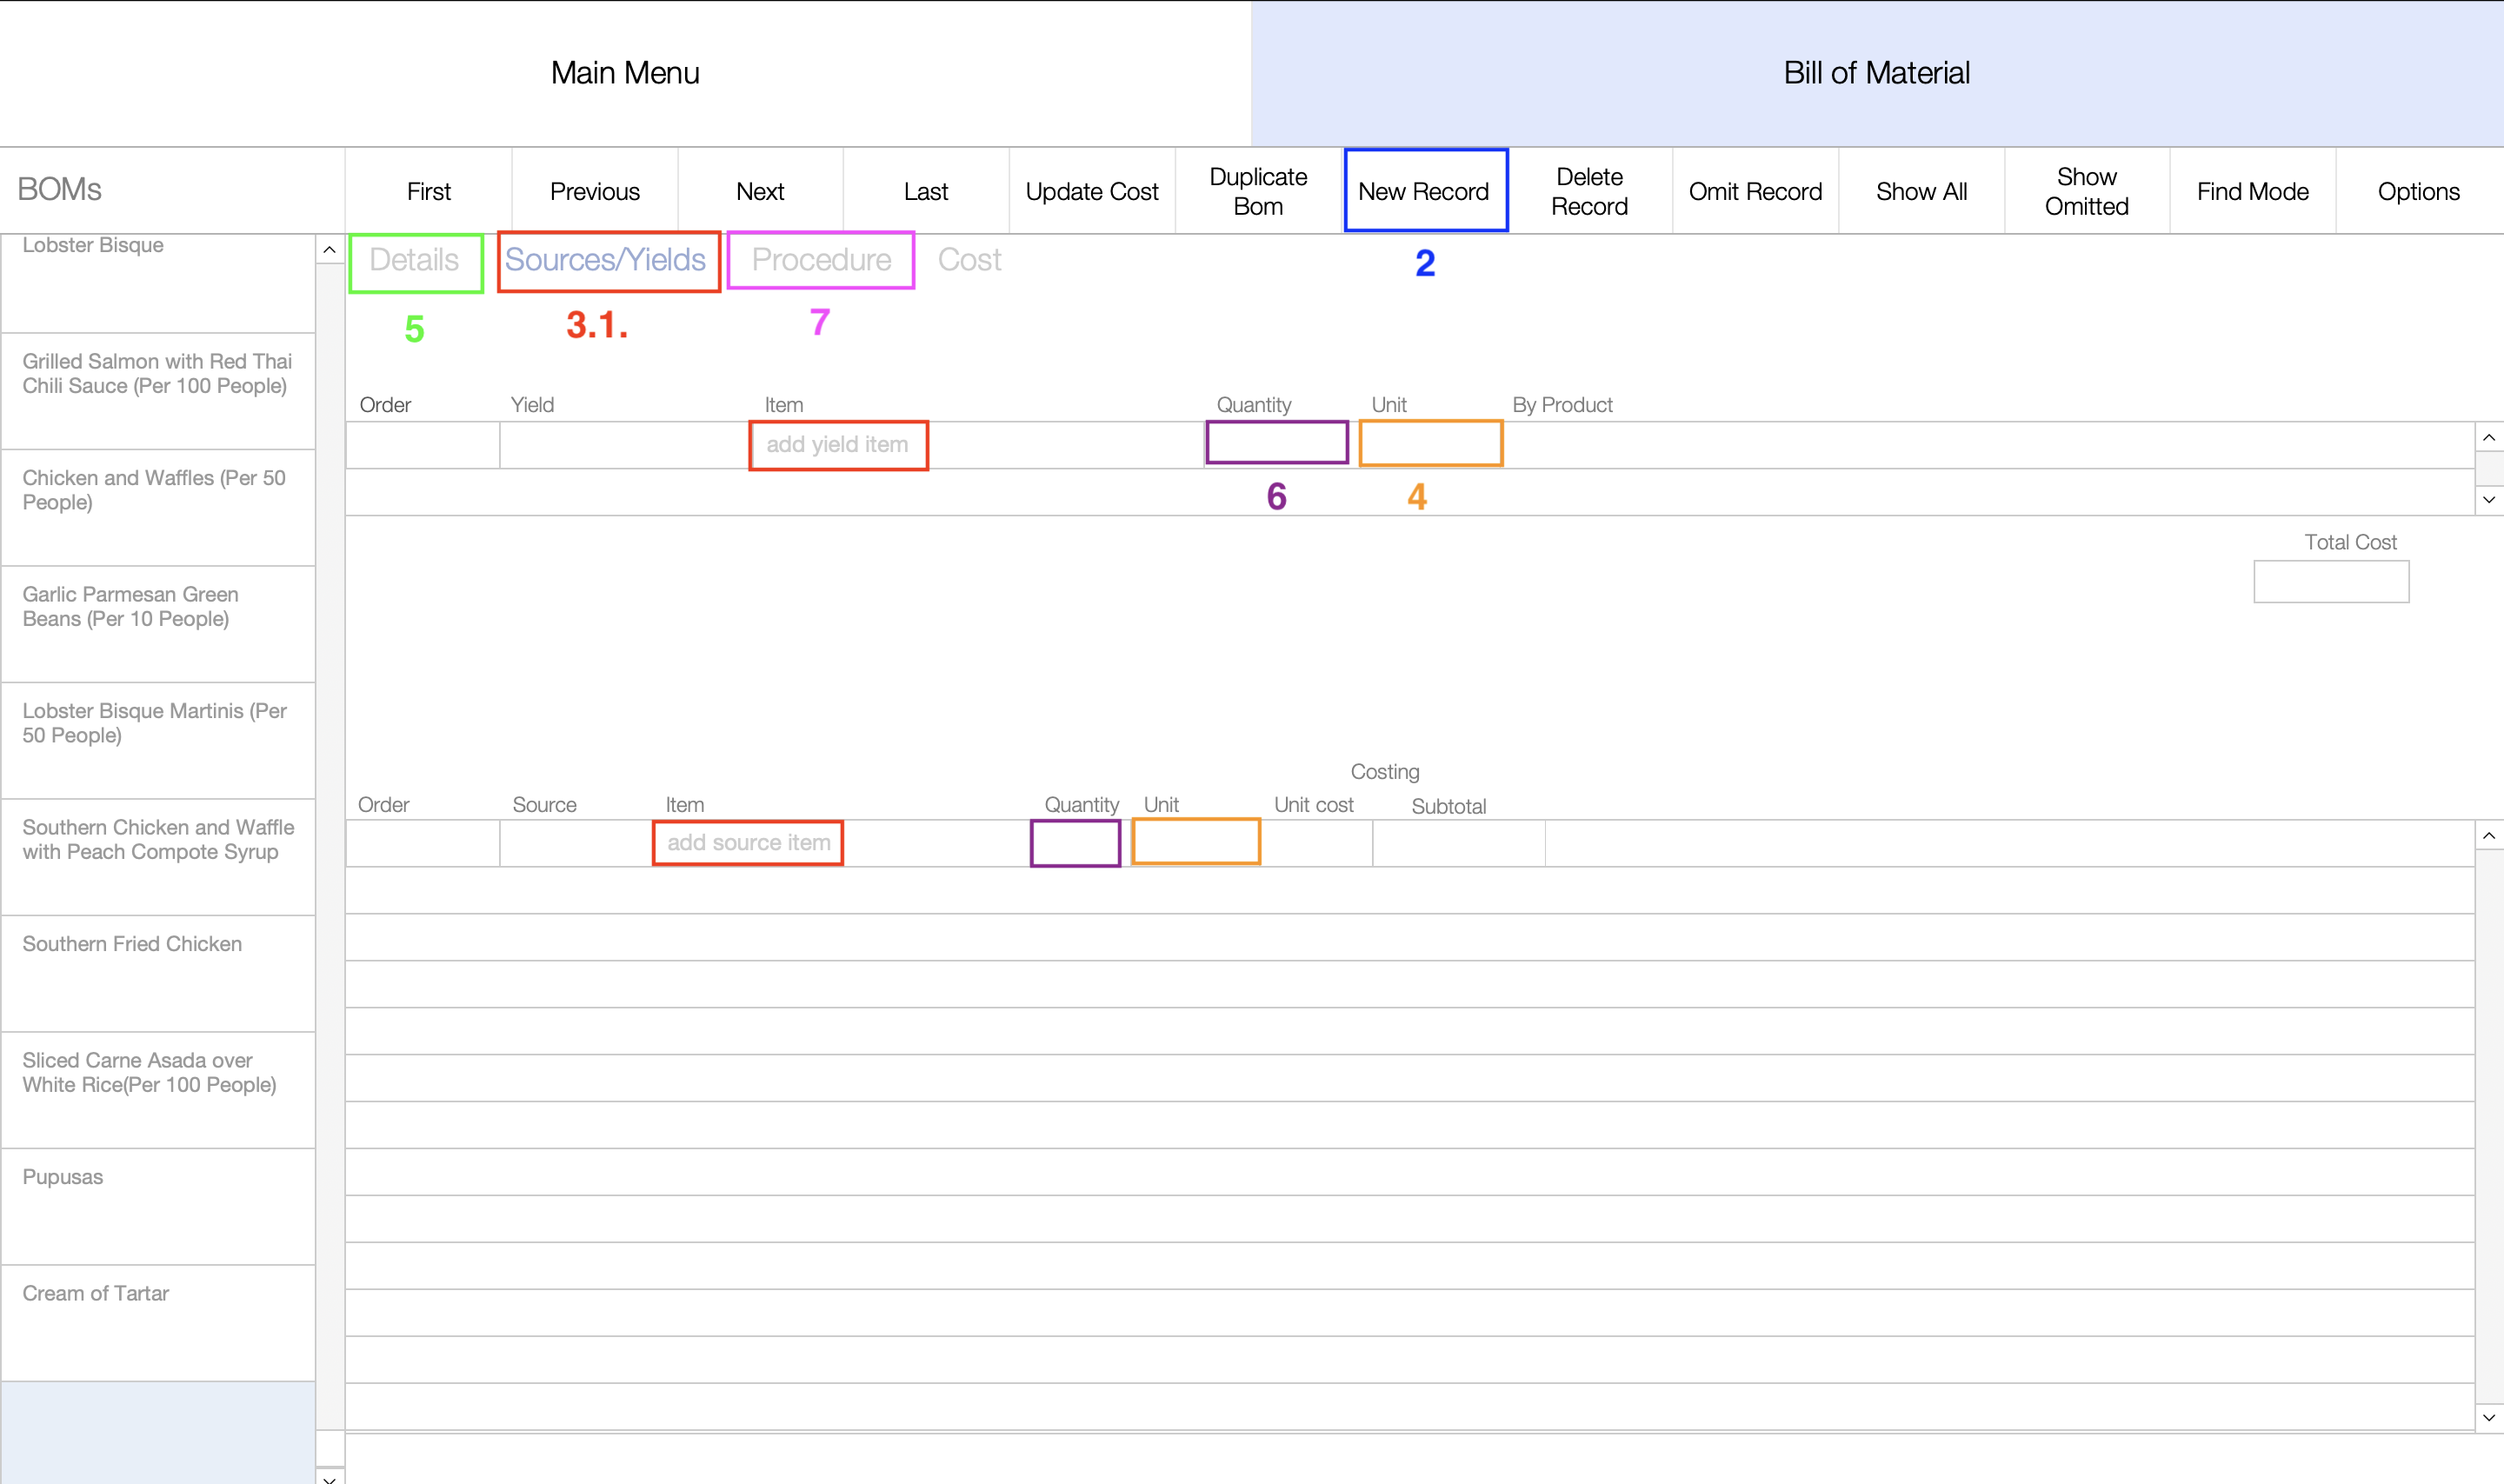 Main Menu
Bill of Material
BOMs
First
Previous
Next
Last
Update Cost
Duplicate
Bom
New Record
Delete
Record
Omit Record
Show All
Show
Omitted
Find Mode
Options
Lobster Bisque
Grilled Salmon with Red Thai
Chili Sauce (Per 100 People)
Chicken and Waffles (Per 50
People)
Garlic Parmesan Green
Beans (Per 10 People)
Lobster Bisque Martinis (Per
50 People)
Southern Chicken and Waffle
with Peach Compote Syrup
Southern Fried Chicken
Sliced Carne Asada over
White Rice(Per 100 People)
Pupusas
Cream of Tartar
Details
Sources/Yields
Procedure
Cost
2
5
3.1.
7
Order
Yield
Item
Quantity
Unit
By Product
add yield item
6
4
Total Cost
Costing
Order
Source
Item
Quantity
Unit
Unit cost
Subtotal
add source item